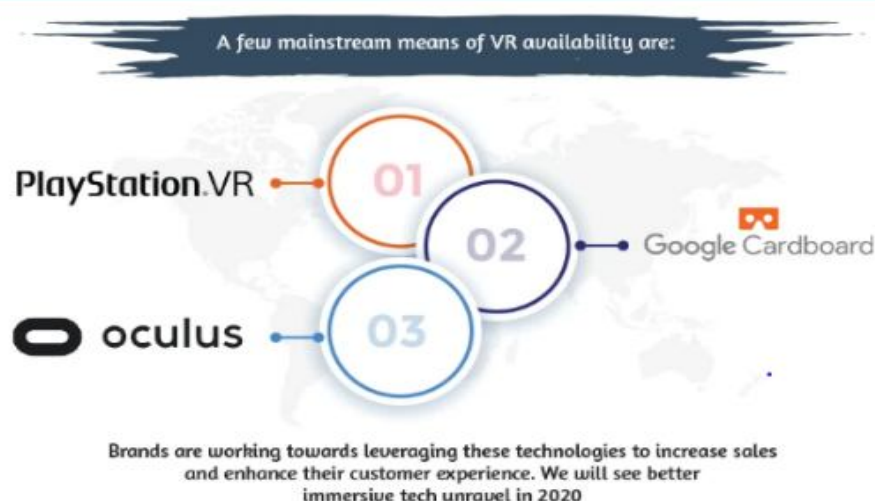 A few mainstream means of VR availability are:
01
PlayStation.VR
02
Google Cardboard
03
oculus
Brands are working towards leveraging these technologies to increase sales
and enhance their customer experience. We will see better
immersive tech unravel in 2020